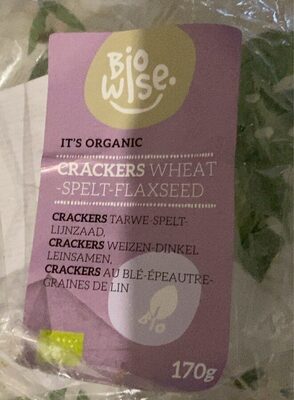 BiO
WiSe.
IT'S ORGANIC
CRACKERS WHEAT
-SPELT-FLAXSEED
CRACKERS TARWE-SPELT-
LIJNZAAD,
CRACKERS WEIZEN-DINKEL
LEINSAMEN,
CRACKERS AU BLÉ-ÉPEAUTRE-
GRAINES DE LIN
Bio
170g